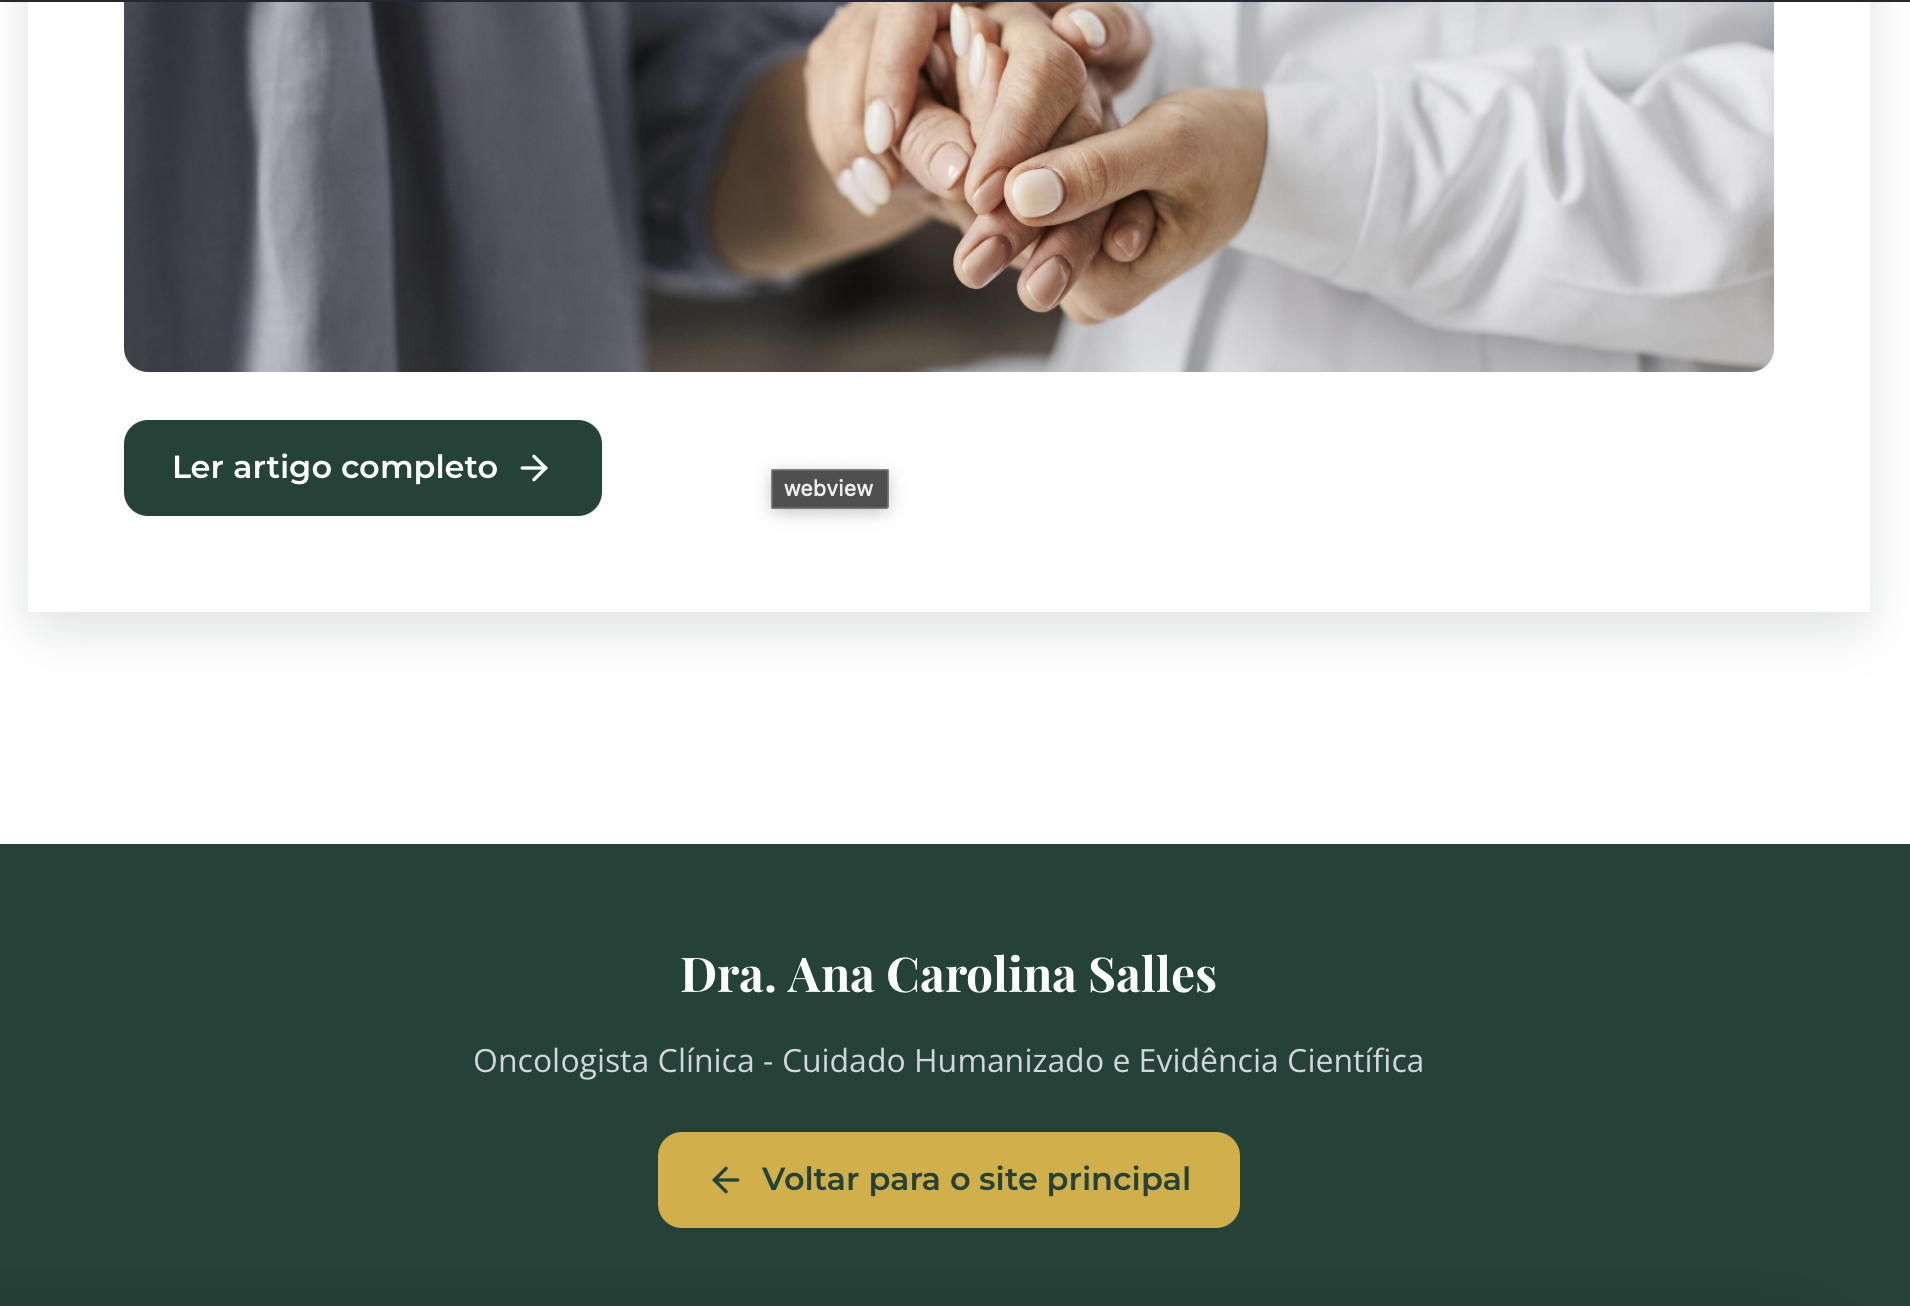 Ler artigo completo
webview
Dra. Ana Carolina Salles
Oncologista Clínica - Cuidado Humanizado e Evidência Científica
Voltar para o site principal